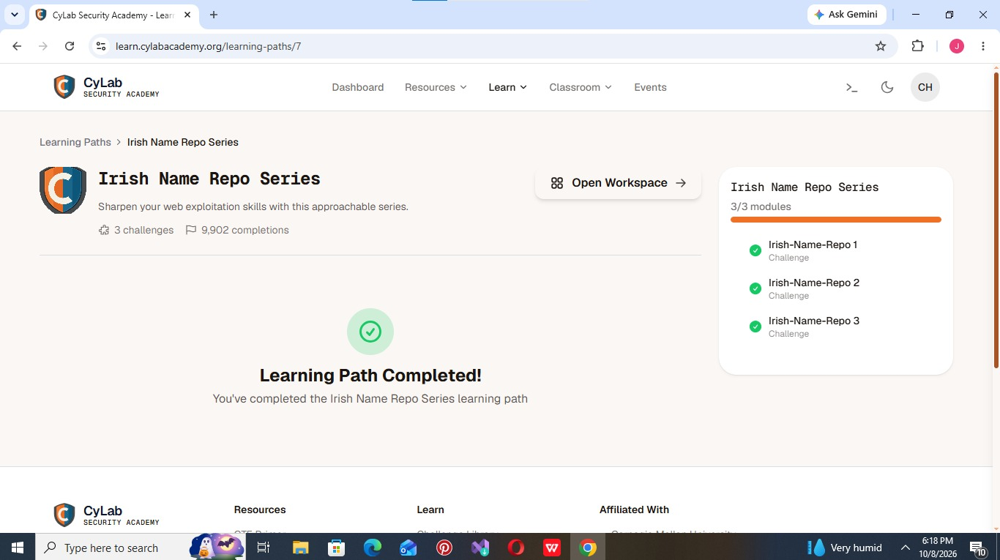 CyLab Security Academy - Lear
Ask Gemini
learn.cylabacademy.org/learning-paths/7
J
CyLab
SECURITY ACADEMY
Dashboard
Resources
Learn
Classroom
Events
CH
Learning Paths
Irish Name Repo Series
Irish Name Repo Series
Sharpen your web exploitation skills with this approachable series.
3 challenges
9,902 completions
Open Workspace
Irish Name Repo Series
3/3 modules
Irish-Name-Repo 1
Challenge
Irish-Name-Repo 2
Challenge
Irish-Name-Repo 3
Challenge
Learning Path Completed!
You've completed the Irish Name Repo Series learning path
CyLab
SECURITY ACADEMY
Resources
Learn
Affiliated With
Type here to search
Very humid
6:18 PM
10/8/2026
10